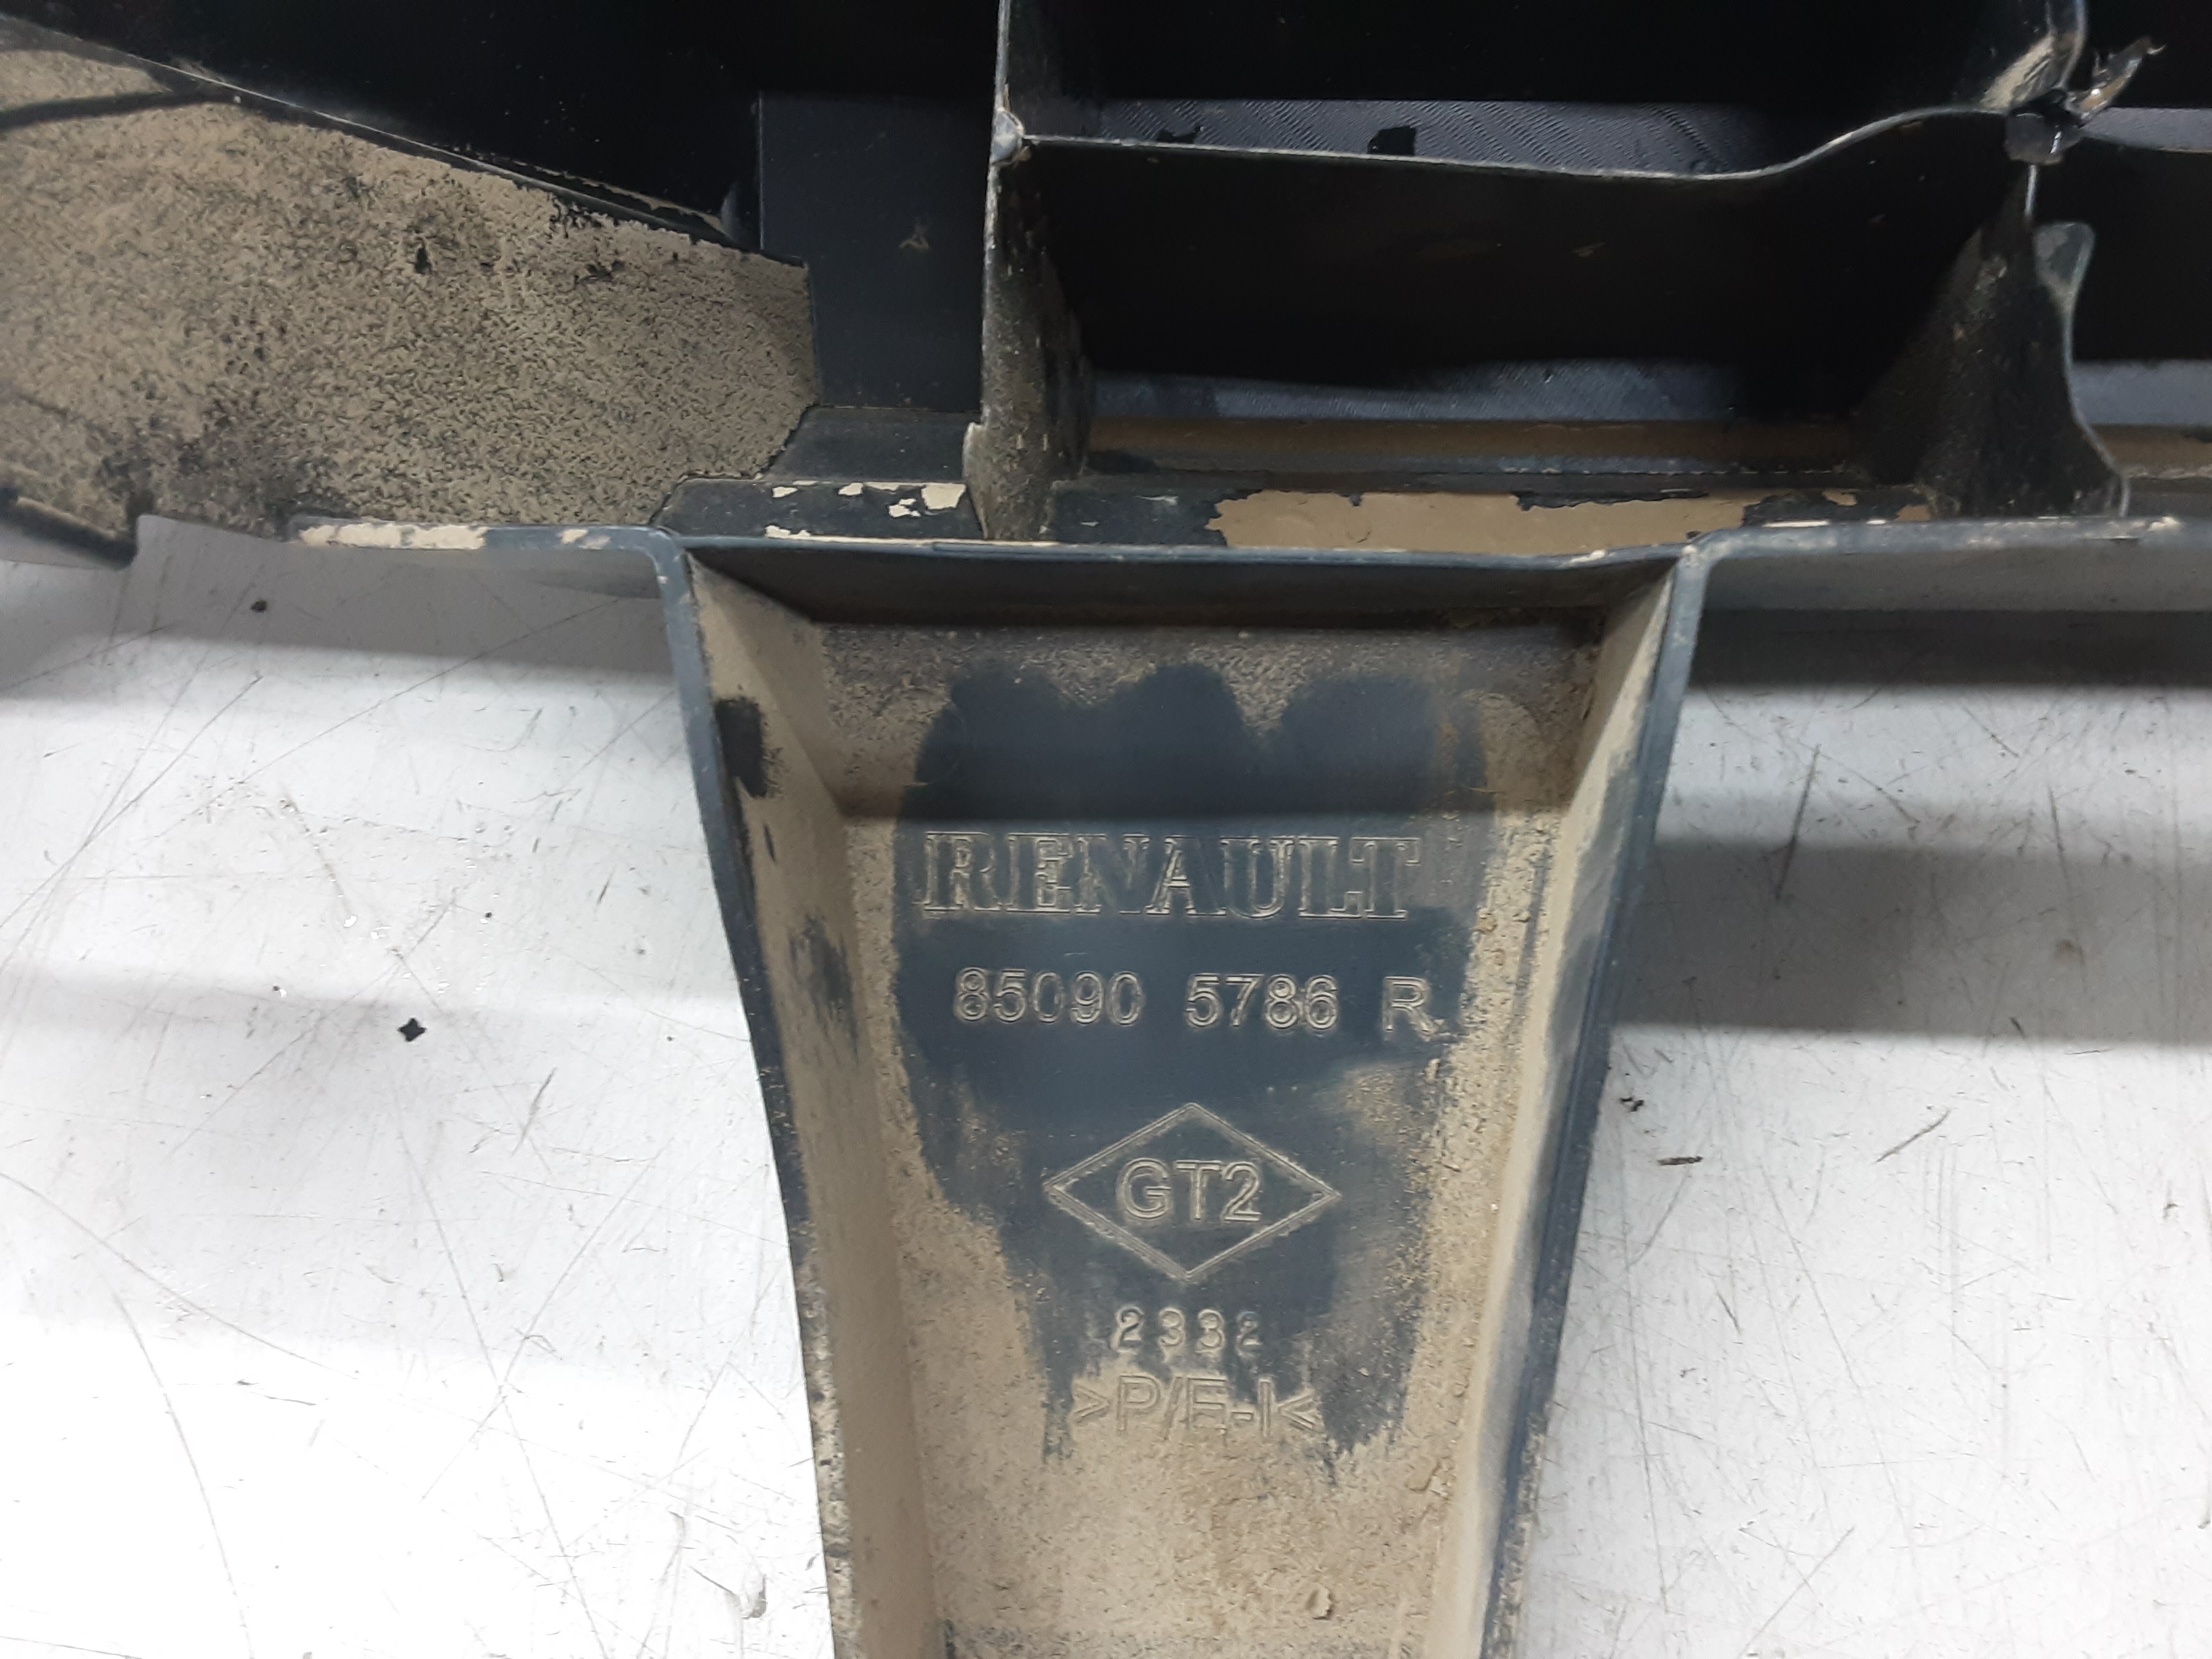 RENAULT
85090 5786 R
GT2
2332
>P/E-I<